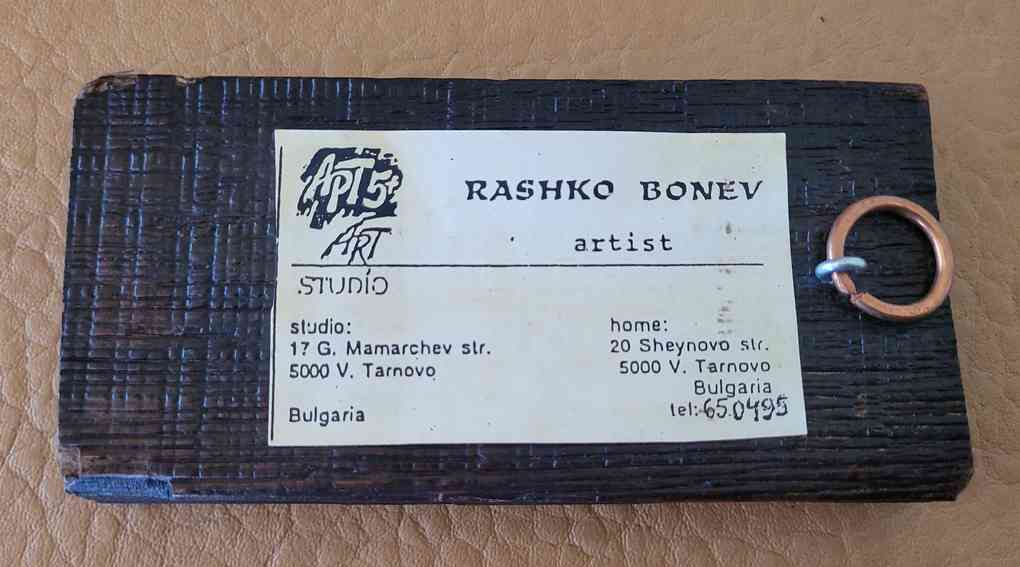 АРТ 5+
ART
STUDIO
RASHKO BONEV
artist
studio:
17 G. Mamarchev str.
5000 V. Tarnovo
Bulgaria
home:
20 Sheynovo str.
5000 V. Tarnovo
Bulgaria
tel:650495